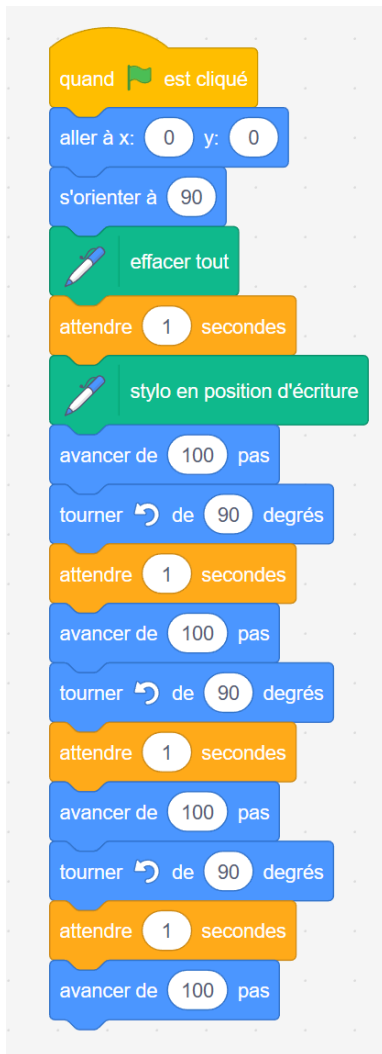 quand est cliqué
aller à x: 0 y: 0
s'orienter à 90
effacer tout
attendre 1 secondes
stylo en position d'écriture
avancer de 100 pas
tourner de 90 degrés
attendre 1 secondes
avancer de 100 pas
tourner de 90 degrés
attendre 1 secondes
avancer de 100 pas
tourner de 90 degrés
attendre 1 secondes
avancer de 100 pas